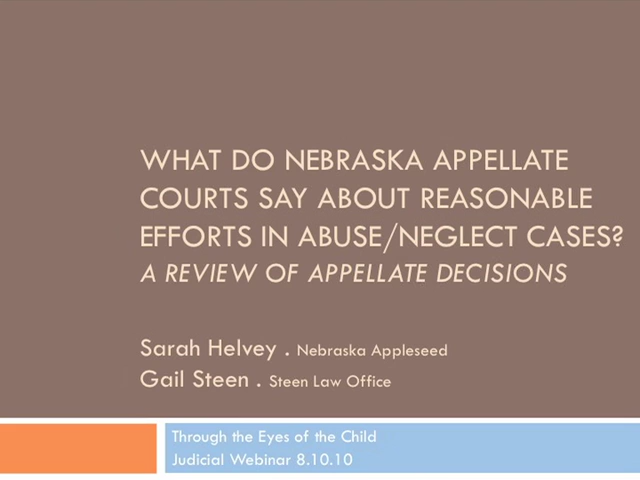 WHAT DO NEBRASKA APPELLATE
COURTS SAY ABOUT REASONABLE
EFFORTS IN ABUSE/NEGLECT CASES?
A REVIEW OF APPELLATE DECISIONS
Sarah Helvey . Nebraska Appleseed
Gail Steen . Steen Law Office
Through the Eyes of the Child
Judicial Webinar 8.10.10